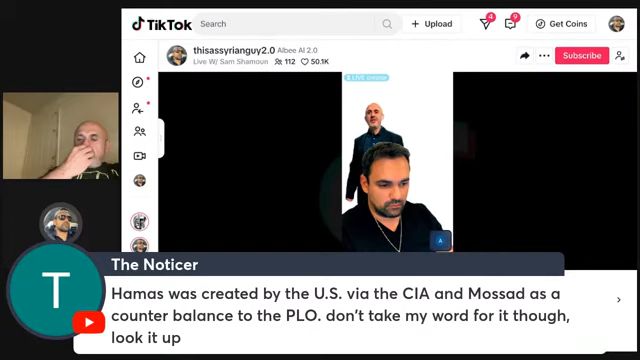 TikTok
Search
+ Upload
4
9
Get Coins
thisassyrianguy2.0 Albee AI 2.0
Live W/ Sam Shamoun
112
50.1K
Subscribe
LIVE creator
A
T
The Noticer
Hamas was created by the U.S. via the CIA and Mossad as a
counter balance to the PLO. don't take my word for it though,
look it up